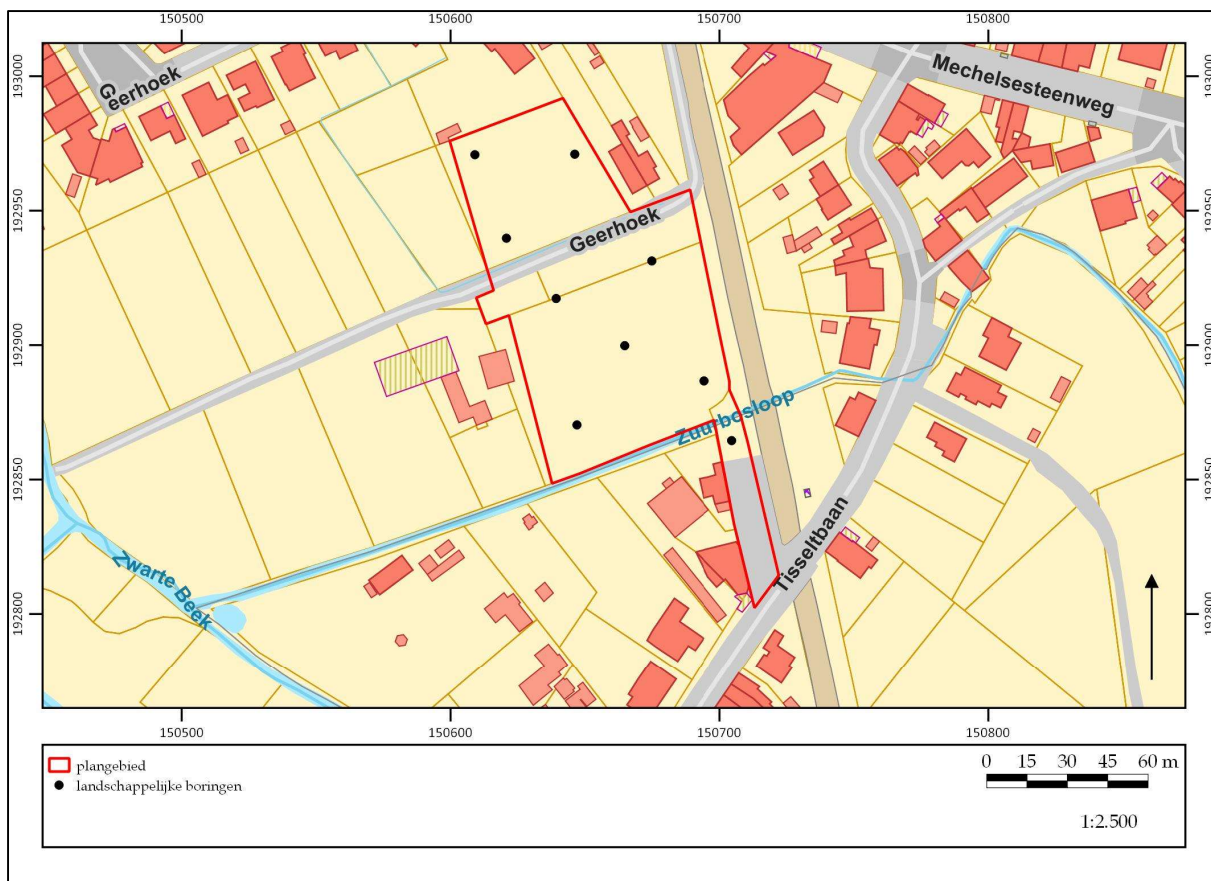 150500 150600 150700 150800
193000 193000
Geerhoek
Mechelsesteenweg
192950 192950
Geerhoek
192900 192900
Zuurbosloop
192850 192850
Tisseltbaan
Zwarte Beek
192800 192800
150500 150600 150700 150800
plangebied
landschappelijke boringen
0 15 30 45 60 m
1:2.500